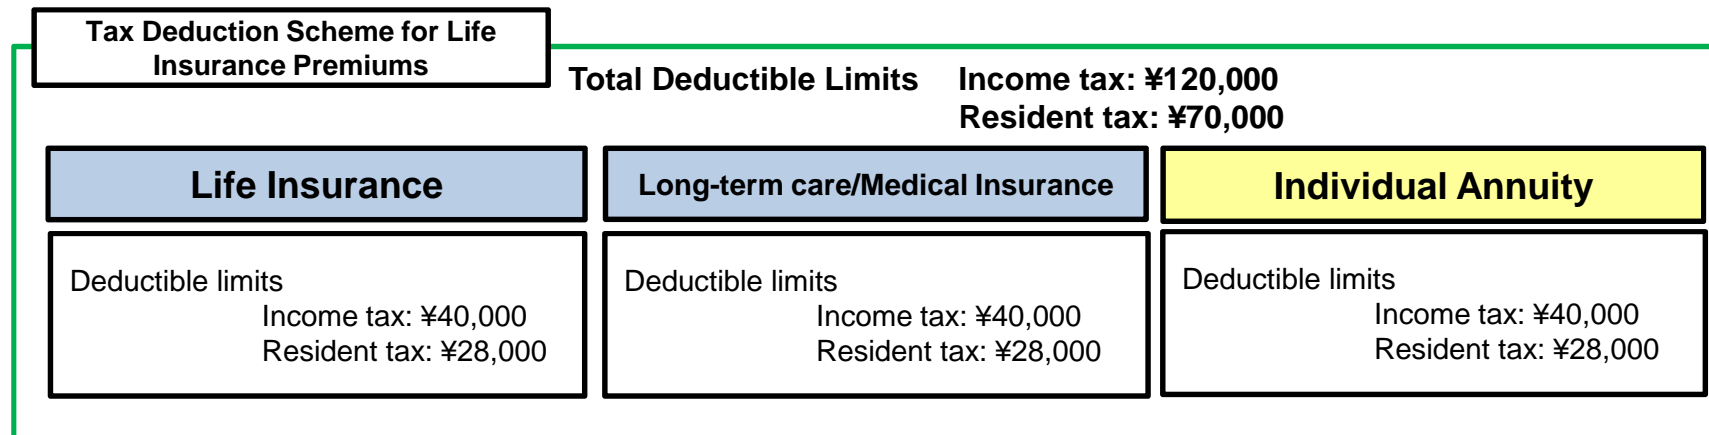 Tax Deduction Scheme for Life
Insurance Premiums
Total Deductible Limits Income tax: ¥120,000
Resident tax: ¥70,000
Life Insurance
Long-term care/Medical Insurance
Individual Annuity
Deductible limits
Income tax: ¥40,000
Resident tax: ¥28,000
Deductible limits
Income tax: ¥40,000
Resident tax: ¥28,000
Deductible limits
Income tax: ¥40,000
Resident tax: ¥28,000